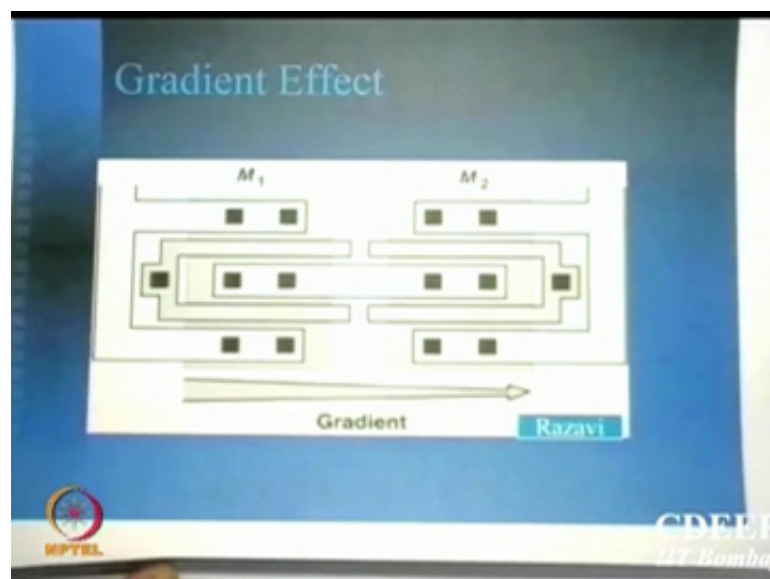 Gradient Effect
M1 M2
Gradient
Razavi
NPTEL
CDEEP
IIT Bomba